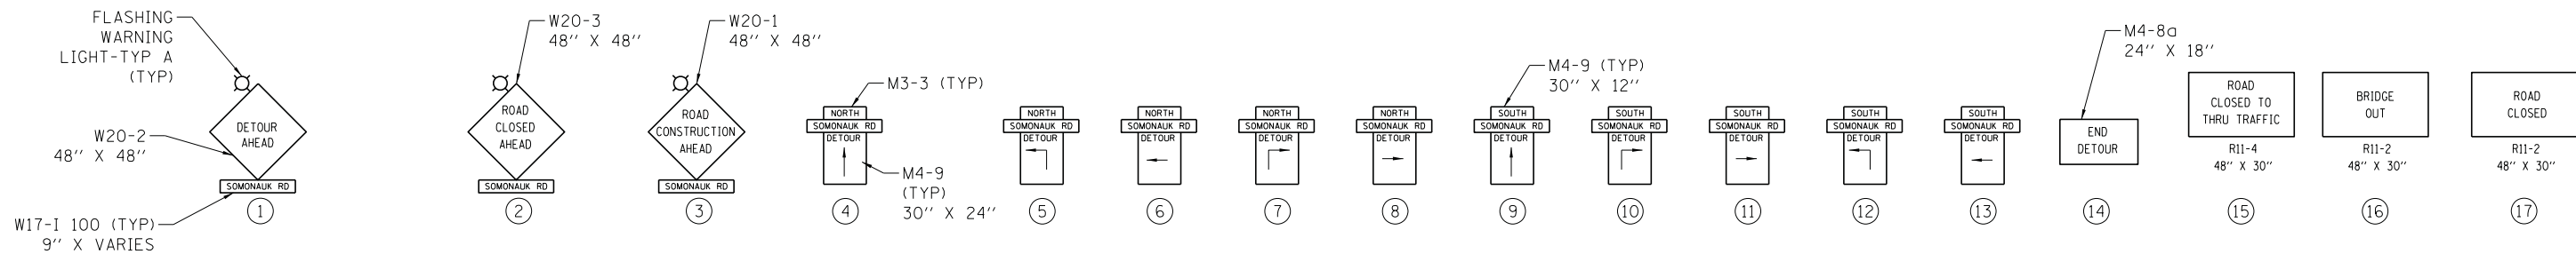 FLASHING
WARNING
LIGHT-TYP A
(TYP)
W20-2
48'' X 48''
DETOUR
AHEAD
SOMONAUK RD
W17-I 100 (TYP)
9'' X VARIES
1
W20-3
48'' X 48''
ROAD
CLOSED
AHEAD
SOMONAUK RD
2
W20-1
48'' X 48''
ROAD
CONSTRUCTION
AHEAD
SOMONAUK RD
3
M3-3 (TYP)
NORTH
SOMONAUK RD
DETOUR
M4-9
(TYP)
30'' X 24''
4
NORTH
SOMONAUK RD
DETOUR
5
NORTH
SOMONAUK RD
DETOUR
6
NORTH
SOMONAUK RD
DETOUR
7
NORTH
SOMONAUK RD
DETOUR
8
M4-9 (TYP)
30'' X 12''
SOUTH
SOMONAUK RD
DETOUR
9
SOUTH
SOMONAUK RD
DETOUR
10
SOUTH
SOMONAUK RD
DETOUR
11
SOUTH
SOMONAUK RD
DETOUR
12
SOUTH
SOMONAUK RD
DETOUR
13
M4-8a
24'' X 18''
END
DETOUR
14
ROAD
CLOSED TO
THRU TRAFFIC
R11-4
48'' X 30''
15
BRIDGE
OUT
R11-2
48'' X 30''
16
ROAD
CLOSED
R11-2
48'' X 30''
17